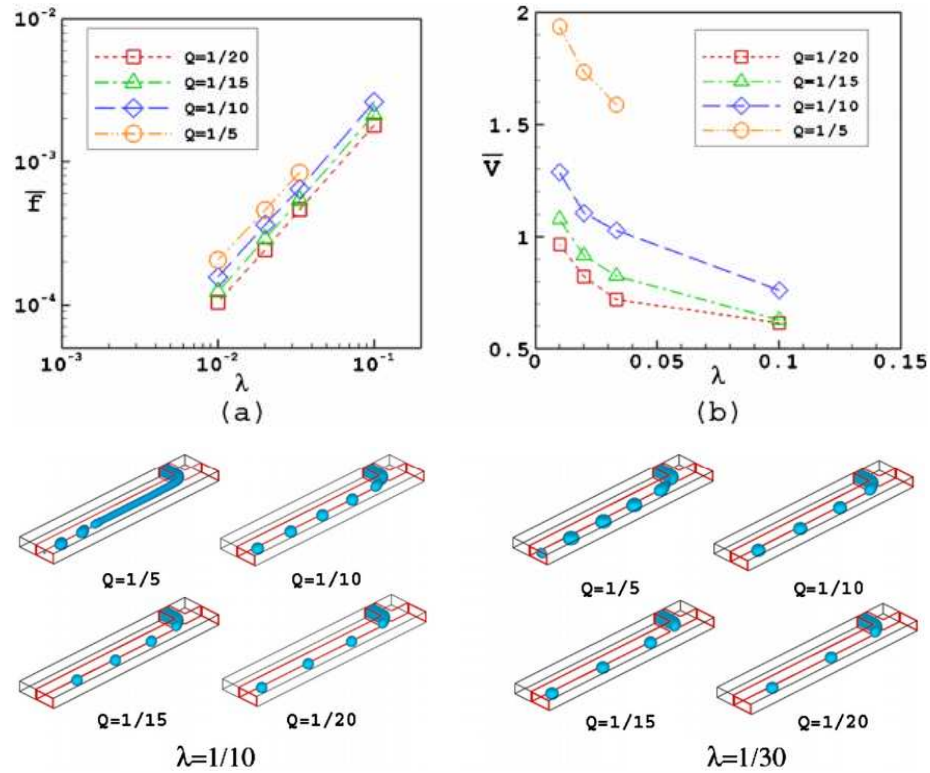 10⁻²
10⁻³
10⁻⁴
f̅
Q=1/20
Q=1/15
Q=1/10
Q=1/5
10⁻³ 10⁻² 10⁻¹
λ
(a)
2
1.5
1
0.5
V̅
Q=1/20
Q=1/15
Q=1/10
Q=1/5
0 0.05 0.1 0.15
λ
(b)
Q=1/5 Q=1/10
Q=1/15 Q=1/20
λ=1/10
Q=1/5 Q=1/10
Q=1/15 Q=1/20
λ=1/30